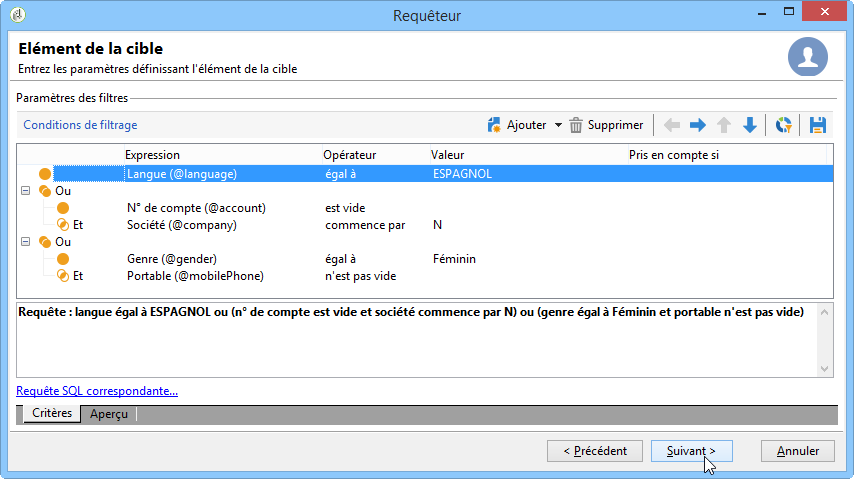 Requêteur
Elément de la cible
Entrez les paramètres définissant l'élément de la cible
Paramètres des filtres
Conditions de filtrage Ajouter Supprimer
Expression Opérateur Valeur Pris en compte si
Langue (@language) égal à ESPAGNOL
Ou
N° de compte (@account) est vide
Et Société (@company) commence par N
Ou
Genre (@gender) égal à Féminin
Et Portable (@mobilePhone) n'est pas vide
Requête : langue égal à ESPAGNOL ou (n° de compte est vide et société commence par N) ou (genre égal à Féminin et portable n'est pas vide)
Requête SQL correspondante...
Critères Aperçu
< Précédent Suivant > Annuler